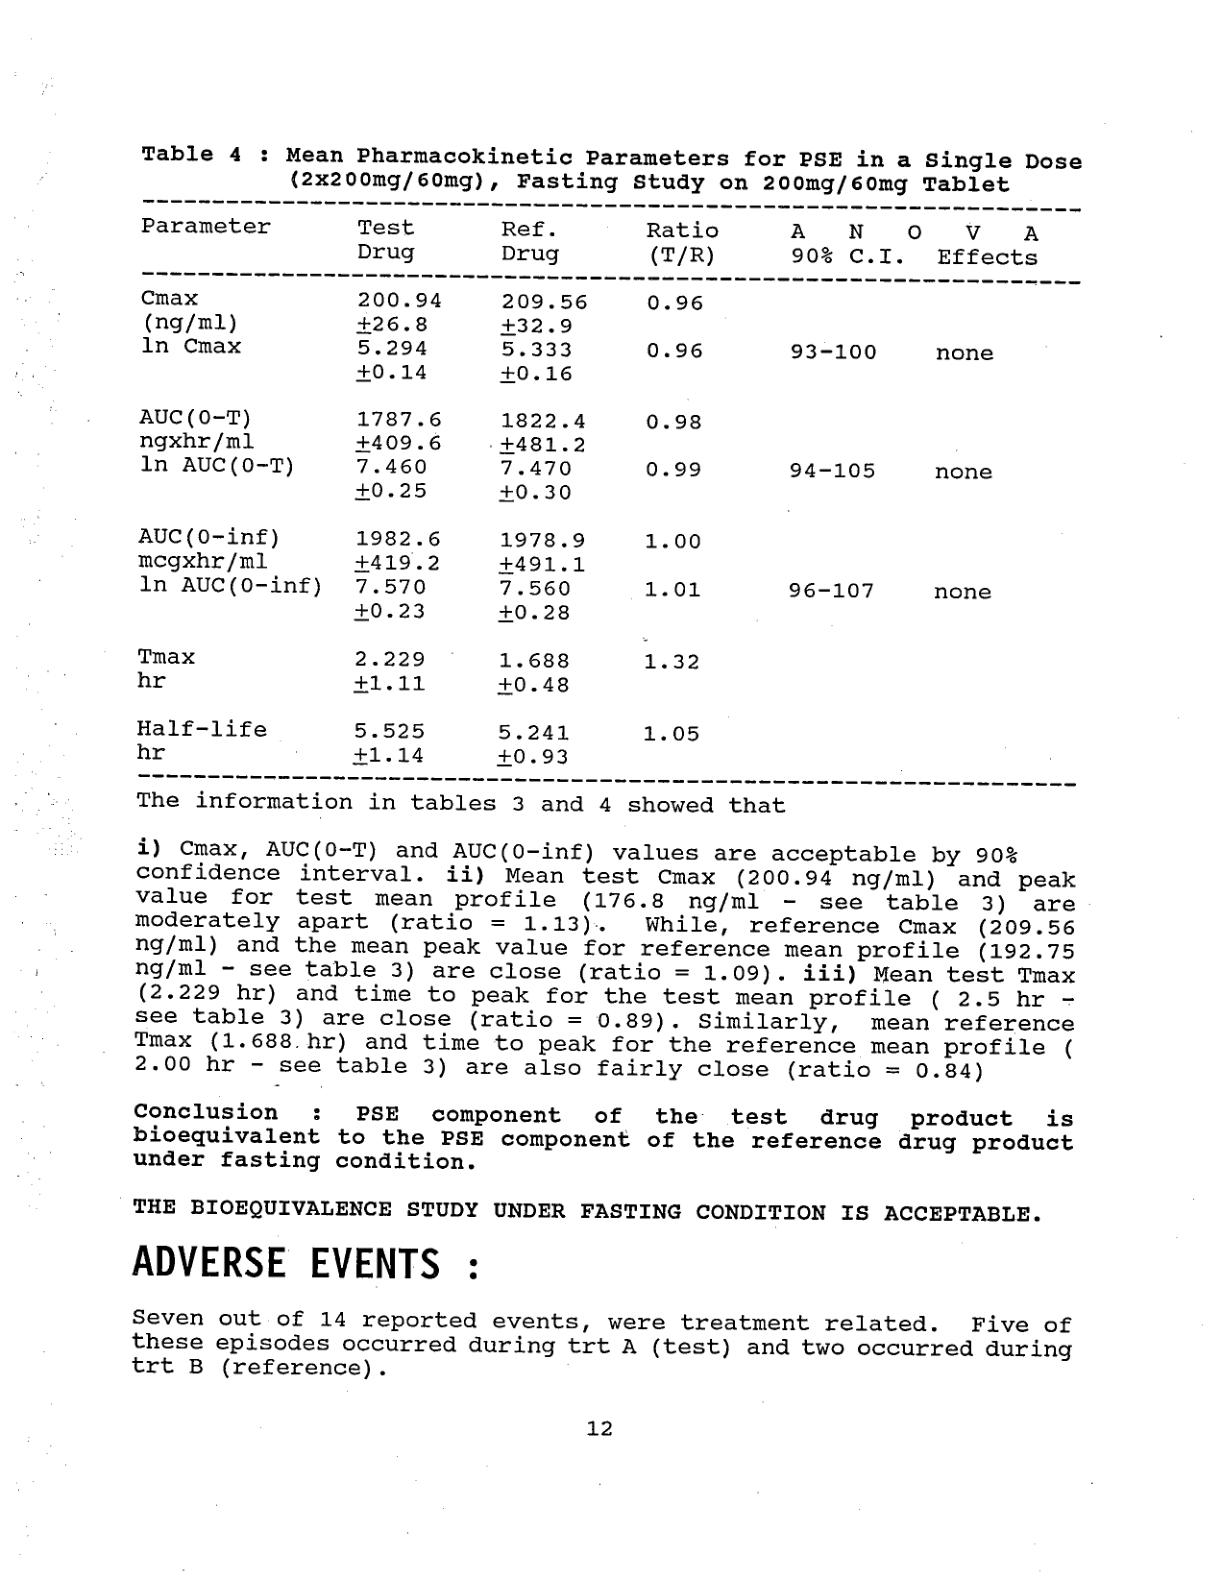 Table 4 : Mean Pharmacokinetic Parameters for PSE in a Single Dose
(2x200mg/60mg), Fasting Study on 200mg/60mg Tablet
Parameter Test Ref. Ratio A N O V A
Drug Drug (T/R) 90% C.I. Effects
Cmax 200.94 209.56 0.96
(ng/ml) ±26.8 ±32.9
ln Cmax 5.294 5.333 0.96 93-100 none
±0.14 ±0.16
AUC(0-T) 1787.6 1822.4 0.98
ngxhr/ml ±409.6 ±481.2
ln AUC(0-T) 7.460 7.470 0.99 94-105 none
±0.25 ±0.30
AUC(0-inf) 1982.6 1978.9 1.00
mcgxhr/ml ±419.2 ±491.1
ln AUC(0-inf) 7.570 7.560 1.01 96-107 none
±0.23 ±0.28
Tmax 2.229 1.688 1.32
hr ±1.11 ±0.48
Half-life 5.525 5.241 1.05
hr ±1.14 ±0.93
The information in tables 3 and 4 showed that
i) Cmax, AUC(0-T) and AUC(0-inf) values are acceptable by 90%
confidence interval. ii) Mean test Cmax (200.94 ng/ml) and peak
value for test mean profile (176.8 ng/ml - see table 3) are
moderately apart (ratio = 1.13). While, reference Cmax (209.56
ng/ml) and the mean peak value for reference mean profile (192.75
ng/ml - see table 3) are close (ratio = 1.09). iii) Mean test Tmax
(2.229 hr) and time to peak for the test mean profile ( 2.5 hr -
see table 3) are close (ratio = 0.89). Similarly, mean reference
Tmax (1.688 hr) and time to peak for the reference mean profile (
2.00 hr - see table 3) are also fairly close (ratio = 0.84)
Conclusion : PSE component of the test drug product is
bioequivalent to the PSE component of the reference drug product
under fasting condition.
THE BIOEQUIVALENCE STUDY UNDER FASTING CONDITION IS ACCEPTABLE.
ADVERSE EVENTS :
Seven out of 14 reported events, were treatment related. Five of
these episodes occurred during trt A (test) and two occurred during
trt B (reference).
12